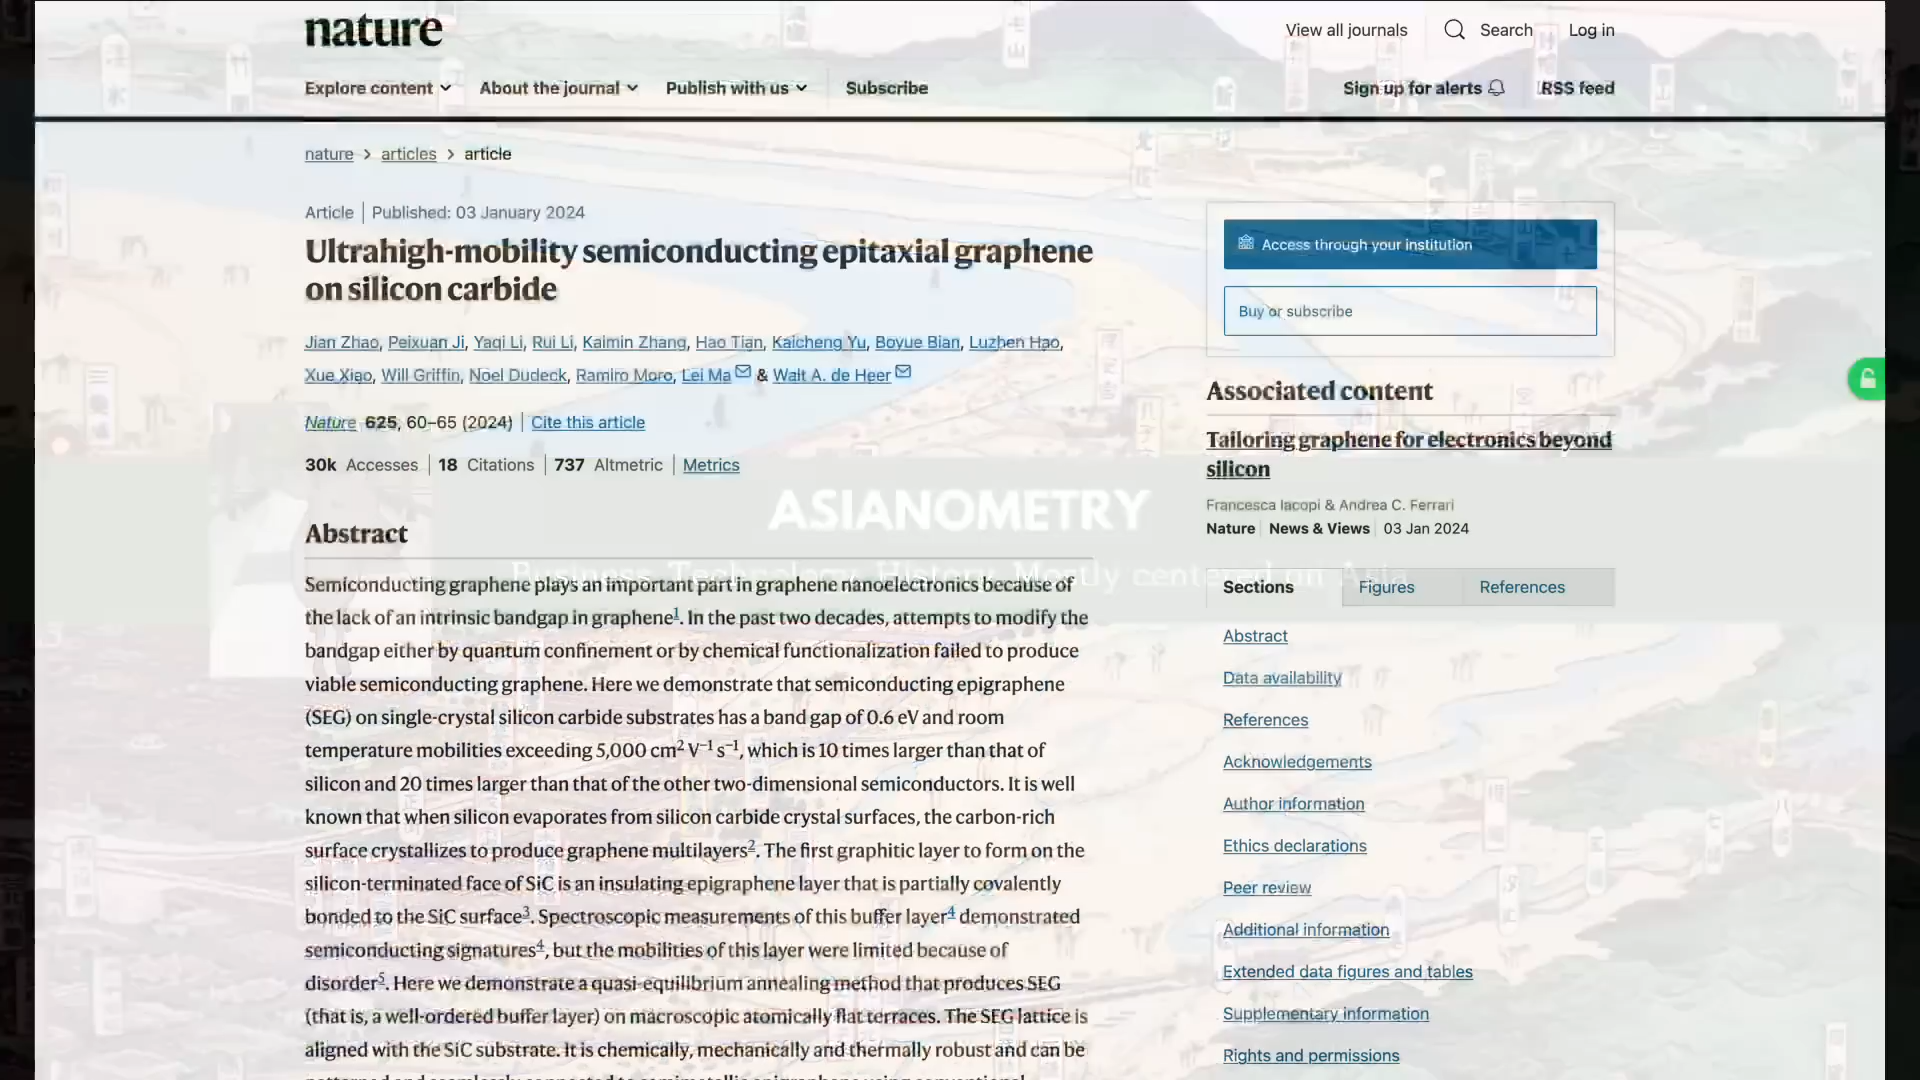 nature
View all journals
Search
Log in
Explore content
About the journal
Publish with us
Subscribe
Sign up for alerts
RSS feed
nature > articles > article
Article | Published: 03 January 2024
Ultrahigh-mobility semiconducting epitaxial graphene
on silicon carbide
Jian Zhao, Peixuan Ji, Yaqi Li, Rui Li, Kaimin Zhang, Hao Tian, Kaicheng Yu, Boyue Bian, Luzhen Hao,
Xue Xiao, Will Griffin, Noel Dudeck, Ramiro Moro, Lei Ma & Walt A. de Heer
Nature 625, 60–65 (2024) | Cite this article
30k Accesses | 18 Citations | 737 Altmetric | Metrics
ASIANOMETRY
Business. Technology. History. Mostly centered on Asia
Abstract
Semiconducting graphene plays an important part in graphene nanoelectronics because of
the lack of an intrinsic bandgap in graphene1. In the past two decades, attempts to modify the
bandgap either by quantum confinement or by chemical functionalization failed to produce
viable semiconducting graphene. Here we demonstrate that semiconducting epigraphene
(SEG) on single-crystal silicon carbide substrates has a band gap of 0.6 eV and room
temperature mobilities exceeding 5,000 cm² V⁻¹ s⁻¹, which is 10 times larger than that of
silicon and 20 times larger than that of the other two-dimensional semiconductors. It is well
known that when silicon evaporates from silicon carbide crystal surfaces, the carbon-rich
surface crystallizes to produce graphene multilayers2. The first graphitic layer to form on the
silicon-terminated face of SiC is an insulating epigraphene layer that is partially covalently
bonded to the SiC surface3. Spectroscopic measurements of this buffer layer4 demonstrated
semiconducting signatures4, but the mobilities of this layer were limited because of
disorder5. Here we demonstrate a quasi-equilibrium annealing method that produces SEG
(that is, a well-ordered buffer layer) on macroscopic atomically flat terraces. The SEG lattice is
aligned with the SiC substrate. It is chemically, mechanically and thermally robust and can be
Access through your institution
Buy or subscribe
Associated content
Tailoring graphene for electronics beyond
silicon
Francesca Iacopi & Andrea C. Ferrari
Nature | News & Views | 03 Jan 2024
Sections
Figures
References
Abstract
Data availability
References
Acknowledgements
Author information
Ethics declarations
Peer review
Additional information
Extended data figures and tables
Supplementary information
Rights and permissions